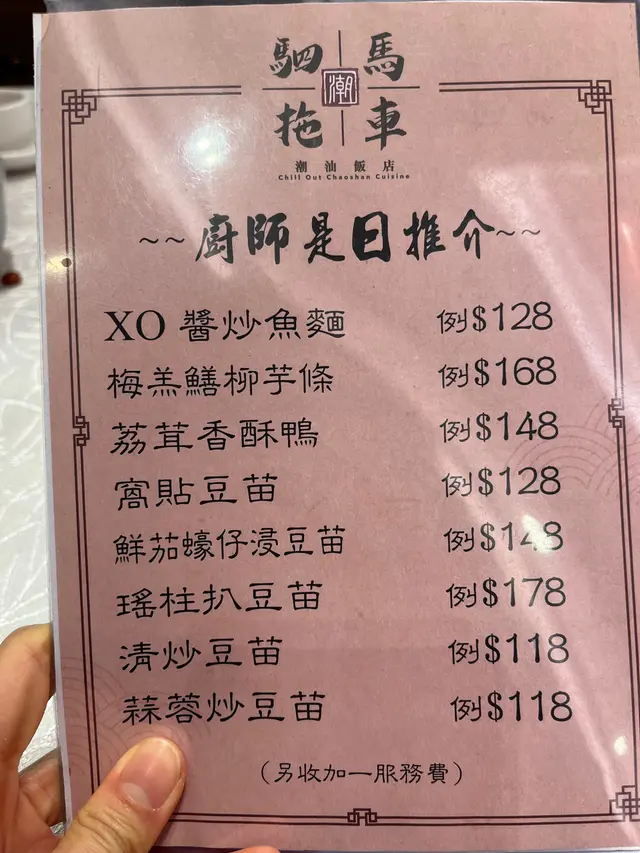 駟馬
潮
拖車
潮汕飯店
Chill Out Chaoshan Cuisine
~~廚師是日推介~~
XO 醬炒魚麵 例$128
梅羔鱔柳芋條 例$168
荔茸香酥鴨 例$148
窩貼豆苗 例$128
鮮茄蠔仔浸豆苗 例$148
瑤柱扒豆苗 例$178
清炒豆苗 例$118
蒜蓉炒豆苗 例$118
（另收加一服務費）